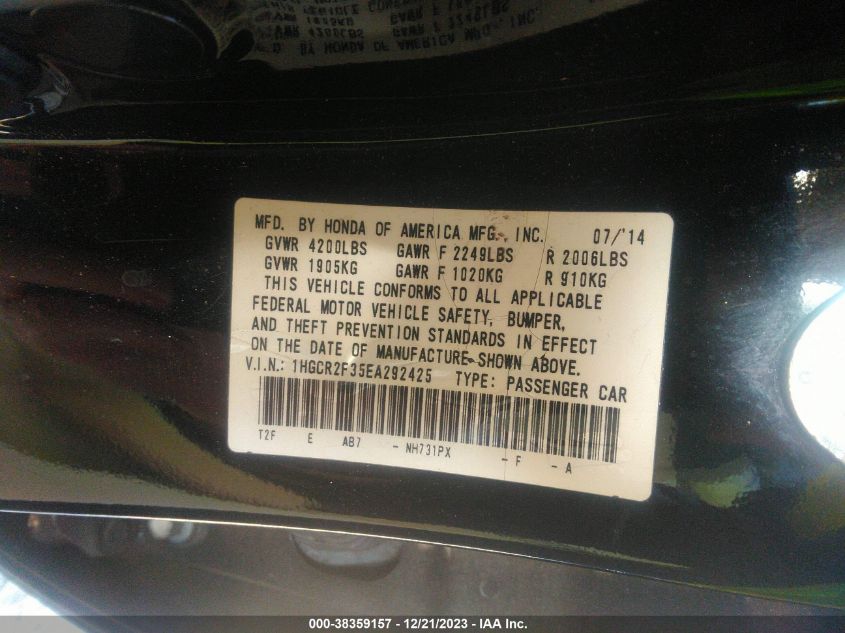 MFD. BY HONDA OF AMERICA MFG., INC. 07/'14
GVWR 4200LBS GAWR F 2249LBS R 2006LBS
GVWR 1905KG GAWR F 1020KG R 910KG
THIS VEHICLE CONFORMS TO ALL APPLICABLE
FEDERAL MOTOR VEHICLE SAFETY, BUMPER,
AND THEFT PREVENTION STANDARDS IN EFFECT
ON THE DATE OF MANUFACTURE SHOWN ABOVE.
V.I.N.: 1HGCR2F35EA292425 TYPE: PASSENGER CAR
T2F E AB7 - NH731PX - F - A
000-38359157 - 12/21/2023 - IAA Inc.